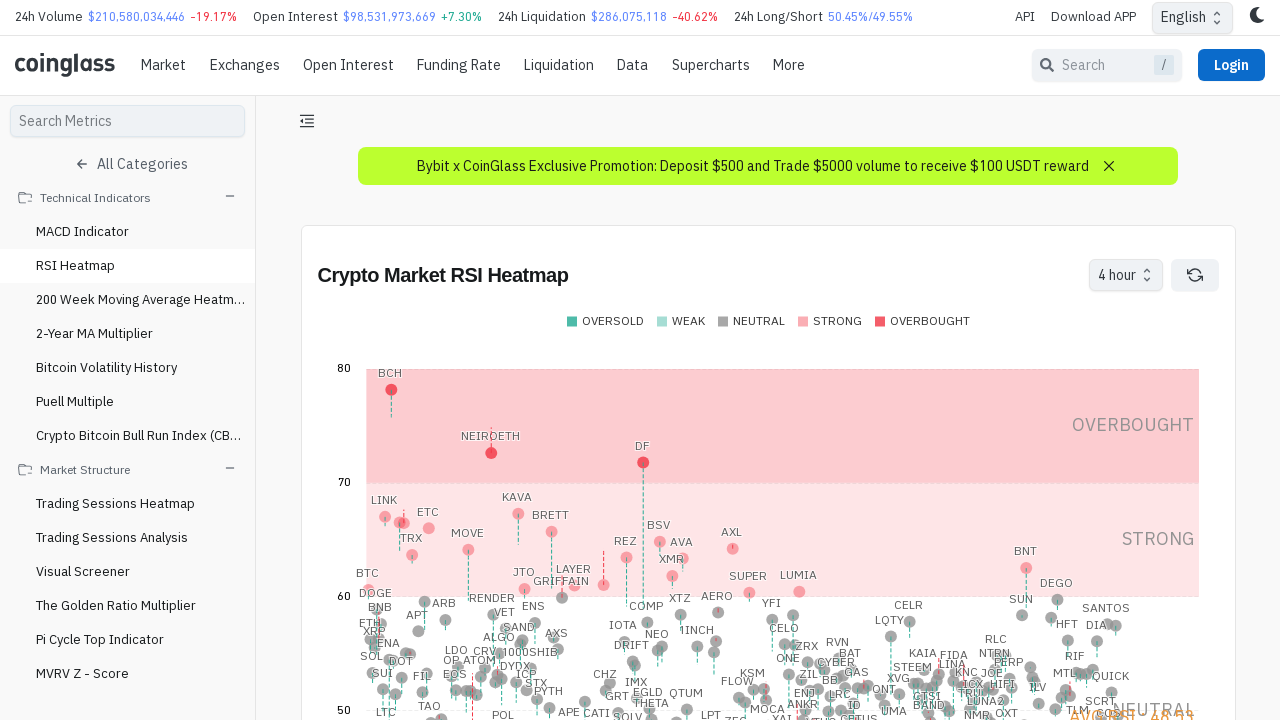 24h Volume $210,580,034,446 -19.17% Open Interest $98,531,973,669 +7.30% 24h Liquidation $286,075,118 -40.62% 24h Long/Short 50.45%/49.55% API Download APP English
coinglass Market Exchanges Open Interest Funding Rate Liquidation Data Supercharts More Search / Login
Search Metrics
All Categories
Technical Indicators
MACD Indicator
RSI Heatmap
200 Week Moving Average Heatm...
2-Year MA Multiplier
Bitcoin Volatility History
Puell Multiple
Crypto Bitcoin Bull Run Index (CB...
Market Structure
Trading Sessions Heatmap
Trading Sessions Analysis
Visual Screener
The Golden Ratio Multiplier
Pi Cycle Top Indicator
MVRV Z - Score
Bybit x CoinGlass Exclusive Promotion: Deposit $500 and Trade $5000 volume to receive $100 USDT reward
Crypto Market RSI Heatmap
4 hour
OVERSOLD WEAK NEUTRAL STRONG OVERBOUGHT
80
BCH
OVERBOUGHT
NEIROETH
DF
70
LINK
KAVA
ETC
BRETT
BSV
TRX
MOVE
REZ
AVA
AXL
STRONG
BNT
XMR
BTC
JTO
LAYER
GRIFFAIN
SUPER
LUMIA
DEGO
60
DOGE
BNB
APT
ARB
RENDER
VET
ENS
COMP
XTZ
AERO
YFI
CELR
SUN
SANTOS
ETH
XRP
ENA
ALGO
SAND
AXS
IOTA
NEO
1INCH
CELO
LQTY
HFT
DIA
SOL
DOT
LDO
CRV
1000SHIB
DRIFT
ONE
ZRX
RVN
BAT
KAIA
FIDA
RLC
RIF
SUI
FIL
OP
ATOM
EOS
DYDX
ICP
STX
CHZ
IMX
KSM
FLOW
CYBER
ZIL
GAS
STEEM
LINA
NTRN
PERP
KNC
JOE
MTL
QUICK
PYTH
GRT
EGLD
QTUM
BB
ENJ
LRC
ONT
XVG
CTSI
ICX
TRU
HIFI
ILV
LTC
TAO
POL
APE
CATI
THETA
LPT
MOCA
ANKR
ID
UMA
BAND
LUNA2
NMR
OXT
TLM
SCRT
50
NEUTRAL